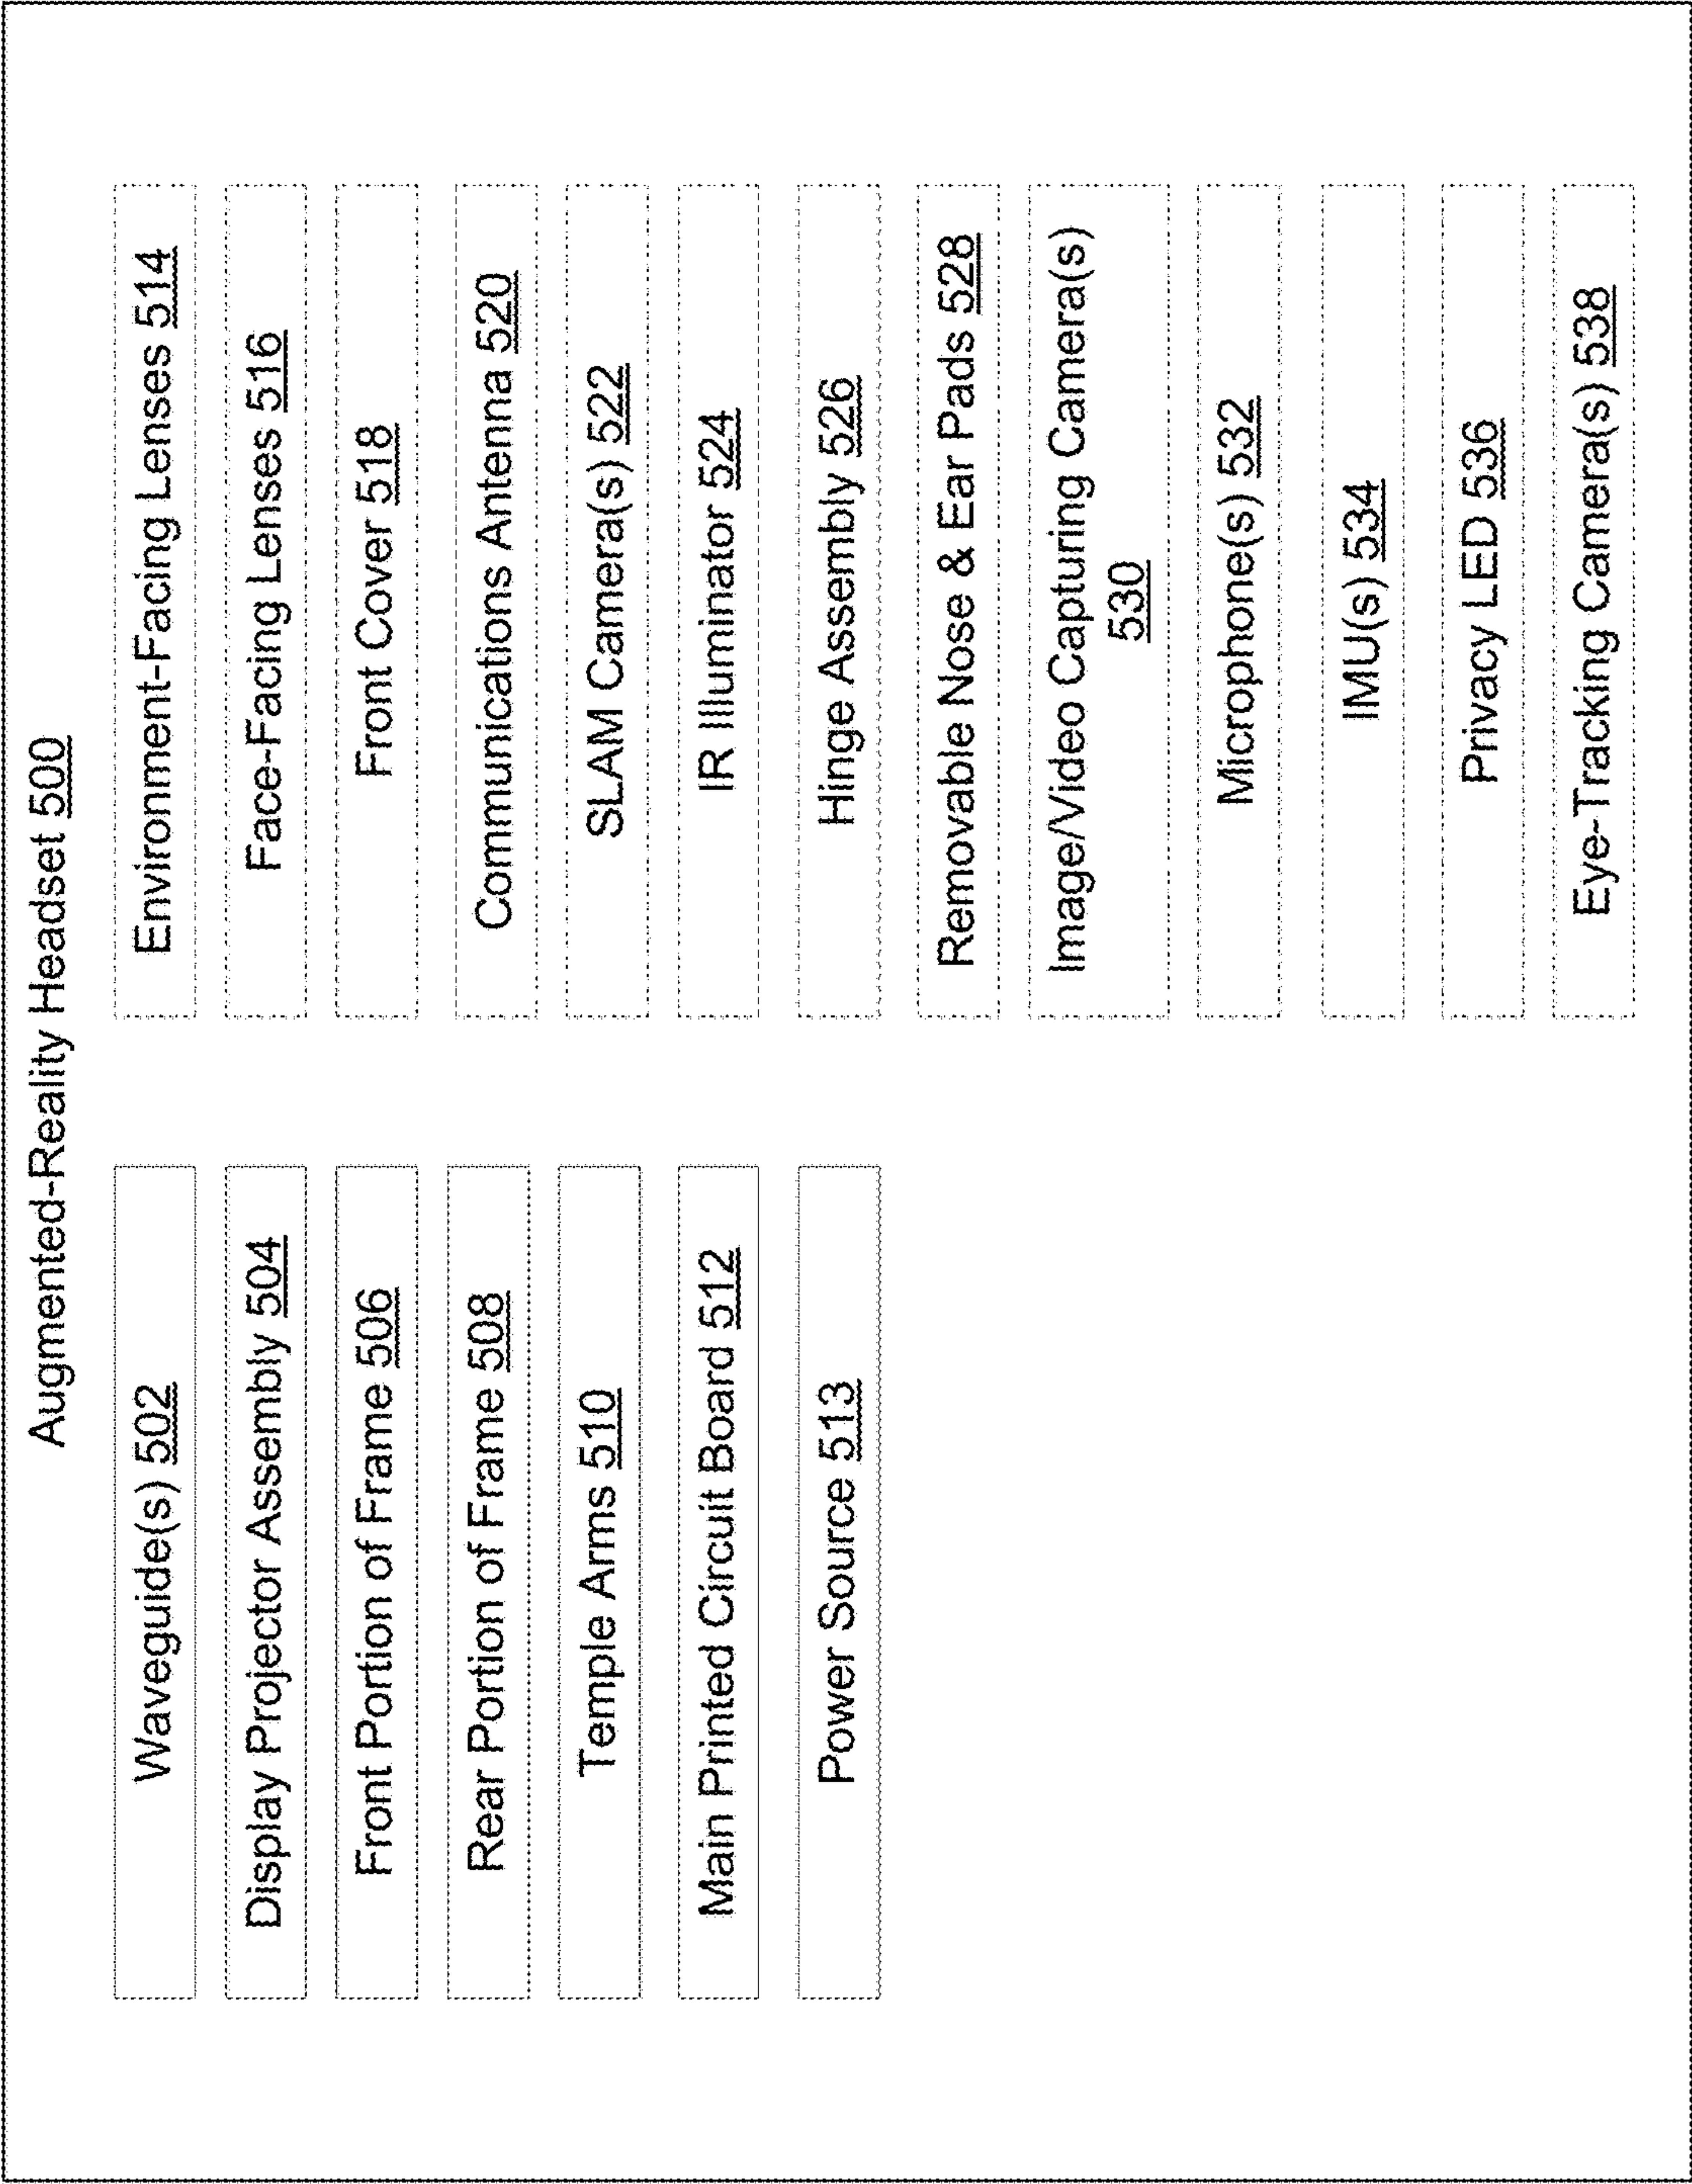 Augmented-Reality Headset 500
Waveguide(s) 502
Display Projector Assembly 504
Front Portion of Frame 506
Rear Portion of Frame 508
Temple Arms 510
Main Printed Circuit Board 512
Power Source 513
Environment-Facing Lenses 514
Face-Facing Lenses 516
Front Cover 518
Communications Antenna 520
SLAM Camera(s) 522
IR Illuminator 524
Hinge Assembly 526
Removable Nose & Ear Pads 528
Image/Video Capturing Camera(s)
530
Microphone(s) 532
IMU(s) 534
Privacy LED 536
Eye-Tracking Camera(s) 538